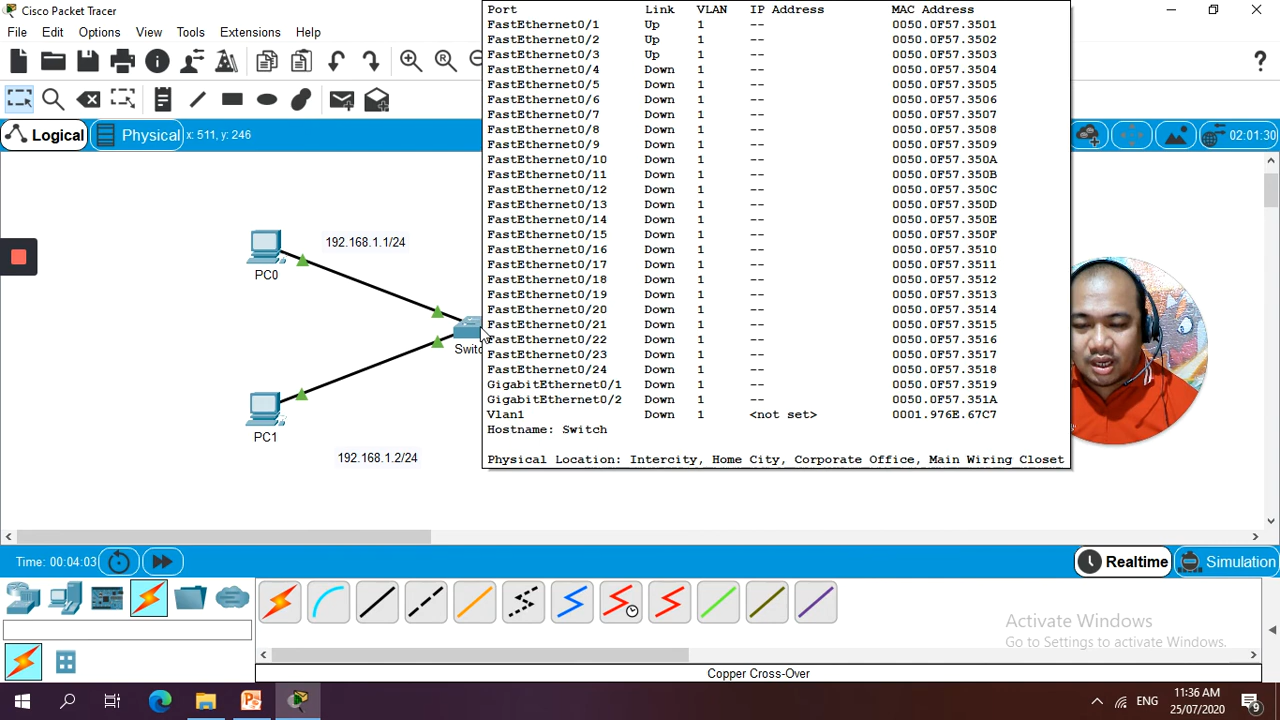 Cisco Packet Tracer
File Edit Options View Tools Extensions Help
Logical
Physical
x: 511, y: 246
02:01:30
Port Link VLAN IP Address MAC Address
FastEthernet0/1 Up 1 -- 0050.0F57.3501
FastEthernet0/2 Up 1 -- 0050.0F57.3502
FastEthernet0/3 Up 1 -- 0050.0F57.3503
FastEthernet0/4 Down 1 -- 0050.0F57.3504
FastEthernet0/5 Down 1 -- 0050.0F57.3505
FastEthernet0/6 Down 1 -- 0050.0F57.3506
FastEthernet0/7 Down 1 -- 0050.0F57.3507
FastEthernet0/8 Down 1 -- 0050.0F57.3508
FastEthernet0/9 Down 1 -- 0050.0F57.3509
FastEthernet0/10 Down 1 -- 0050.0F57.350A
FastEthernet0/11 Down 1 -- 0050.0F57.350B
FastEthernet0/12 Down 1 -- 0050.0F57.350C
FastEthernet0/13 Down 1 -- 0050.0F57.350D
FastEthernet0/14 Down 1 -- 0050.0F57.350E
FastEthernet0/15 Down 1 -- 0050.0F57.350F
FastEthernet0/16 Down 1 -- 0050.0F57.3510
FastEthernet0/17 Down 1 -- 0050.0F57.3511
FastEthernet0/18 Down 1 -- 0050.0F57.3512
FastEthernet0/19 Down 1 -- 0050.0F57.3513
FastEthernet0/20 Down 1 -- 0050.0F57.3514
FastEthernet0/21 Down 1 -- 0050.0F57.3515
FastEthernet0/22 Down 1 -- 0050.0F57.3516
FastEthernet0/23 Down 1 -- 0050.0F57.3517
FastEthernet0/24 Down 1 -- 0050.0F57.3518
GigabitEthernet0/1 Down 1 -- 0050.0F57.3519
GigabitEthernet0/2 Down 1 -- 0050.0F57.351A
Vlan1 Down 1 <not set> 0001.976E.67C7
Hostname: Switch
Physical Location: Intercity, Home City, Corporate Office, Main Wiring Closet
192.168.1.1/24
PC0
Switc
PC1
192.168.1.2/24
Time: 00:04:03
Realtime
Simulation
Activate Windows
Go to Settings to activate Windows.
Copper Cross-Over
ENG
11:36 AM
25/07/2020
9